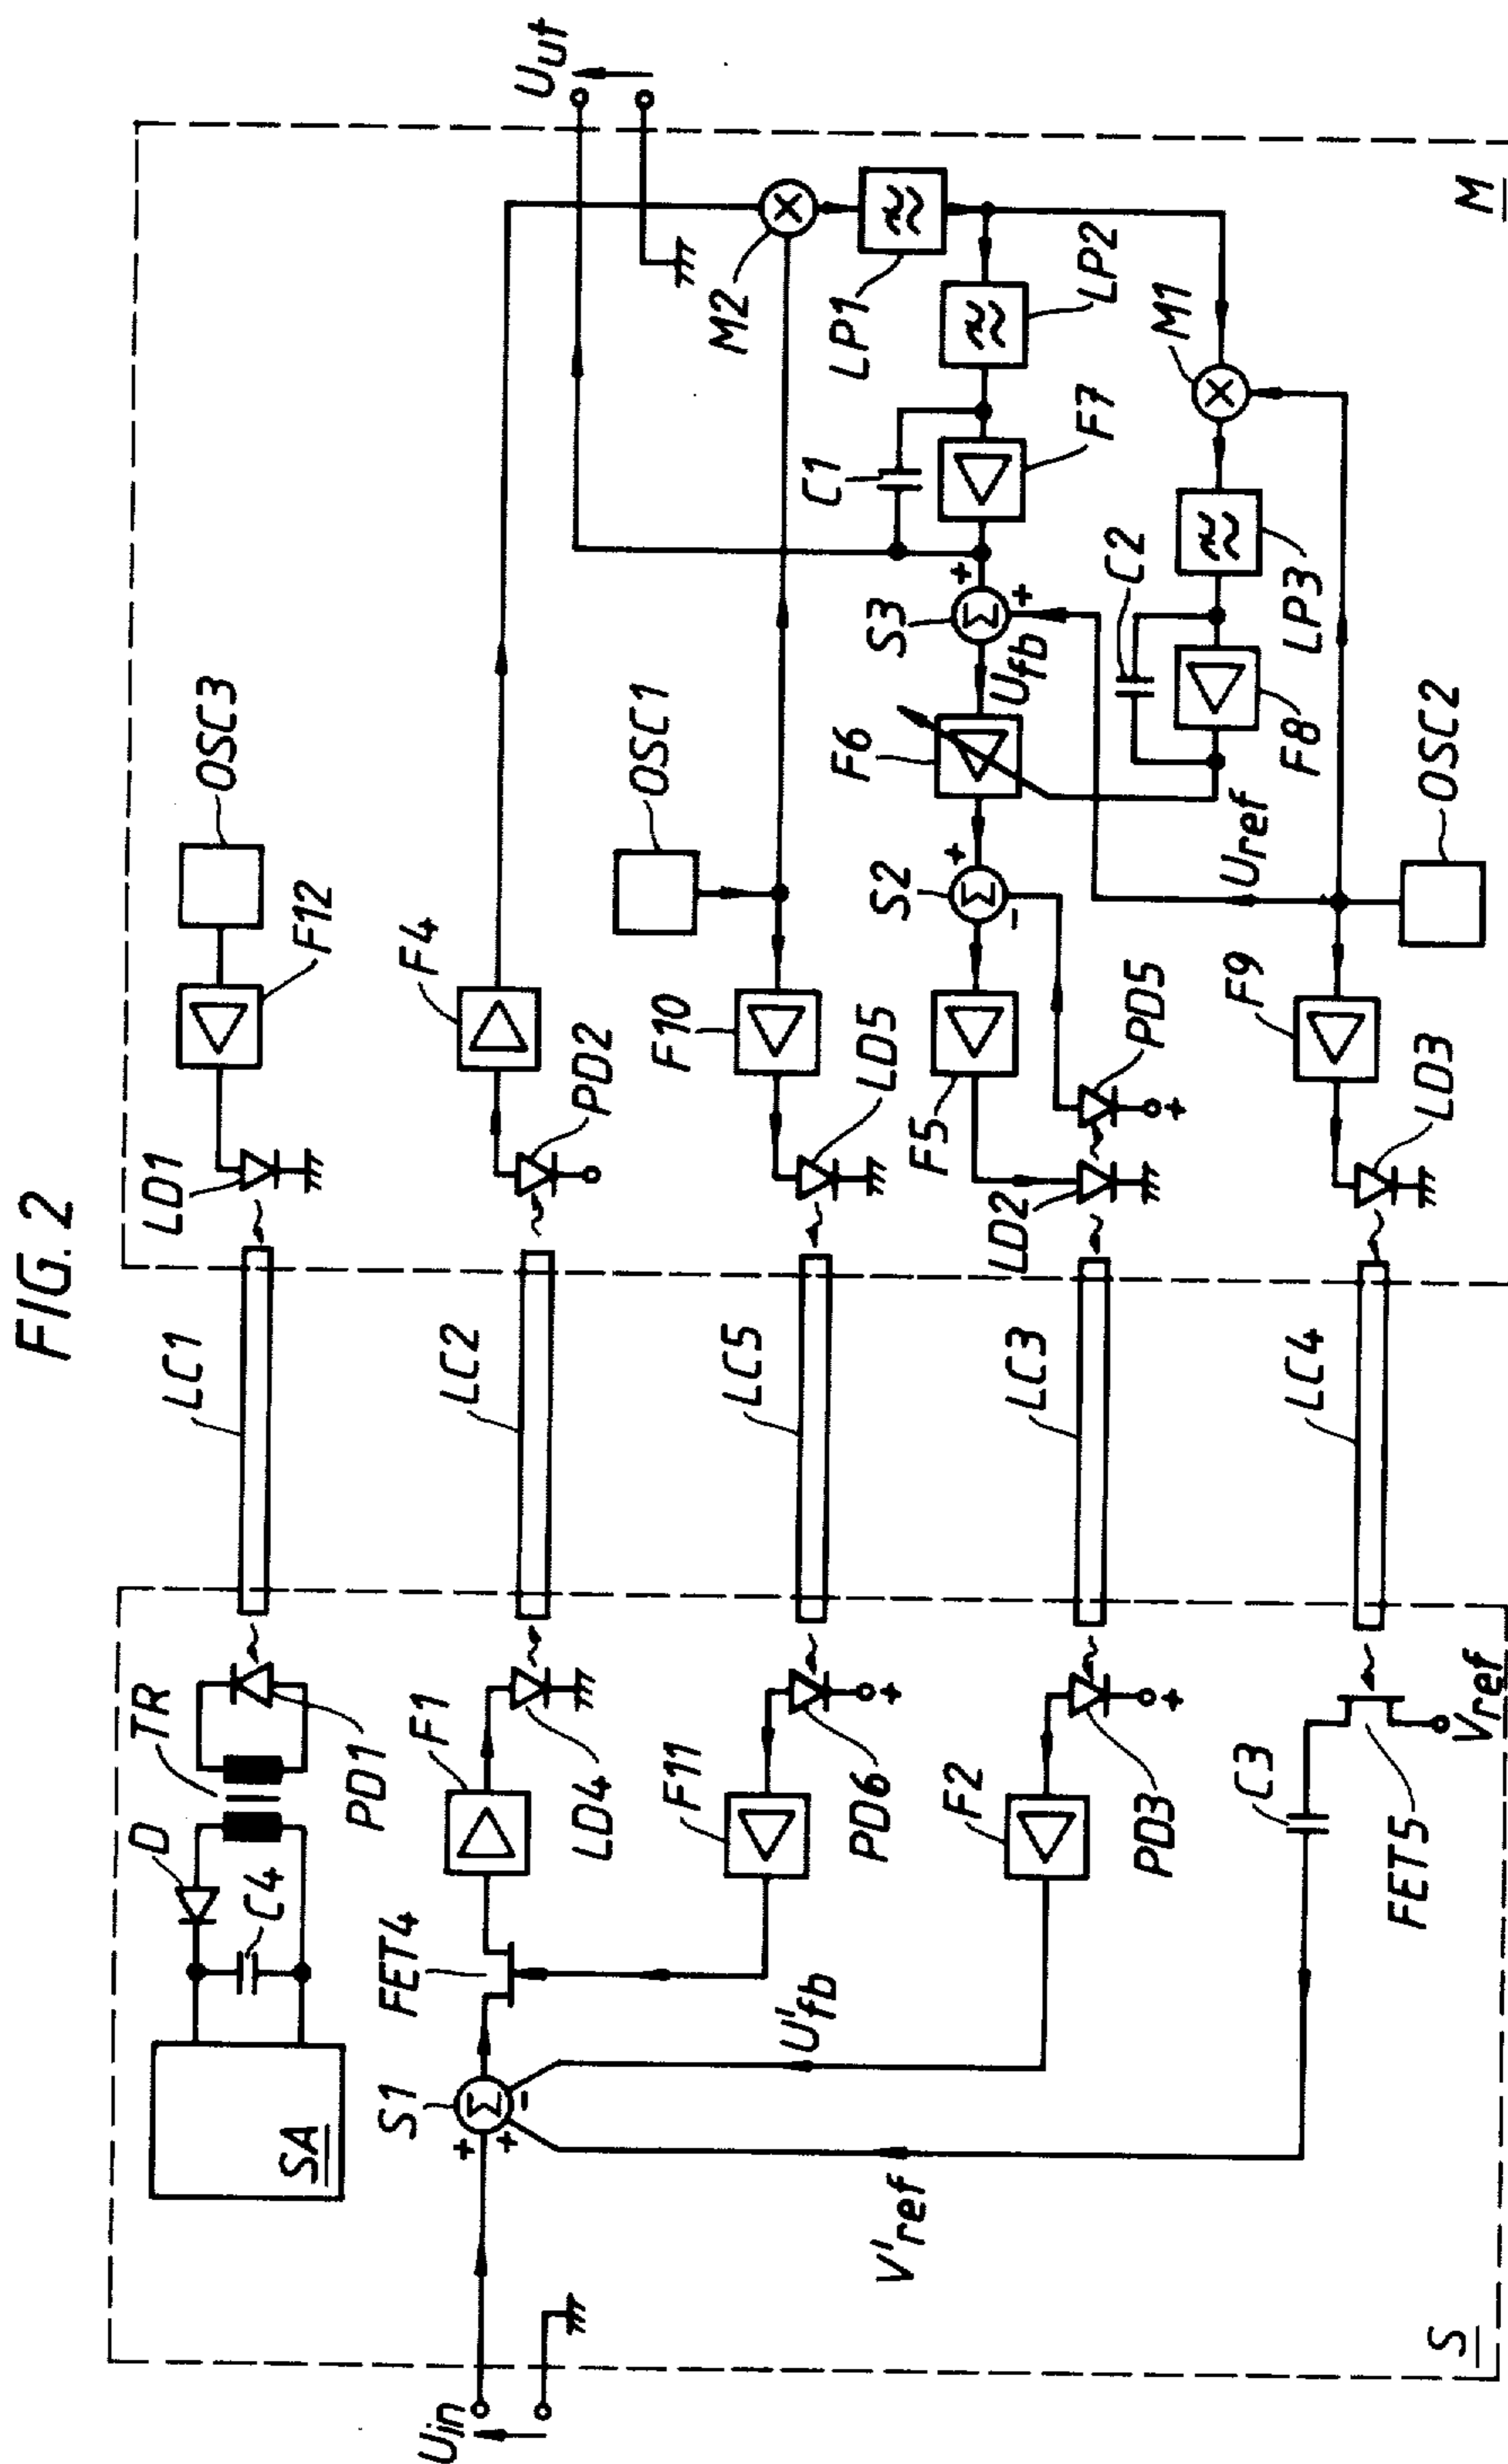 FIG. 2
OSC3
F12
LD1
LC1
TR
PD1
D
C4
SA
Uut
F4
PD2
LC2
F1
LD4
FET4
S1
Uin
M2
LP1
OSC1
F10
LD5
LC5
F11
PD6
LP2
C1
F7
S3
Ufb
F6
S2
F5
PD5
LD2
LC3
F2
PD3
U'fb
V'ref
M1
C2
LP3
F8
Uref
OSC2
F9
LD3
LC4
C3
FET5
Vref
M
S
+
+
+
-
+
+
+
+
+
+
-
Σ
Σ
Σ